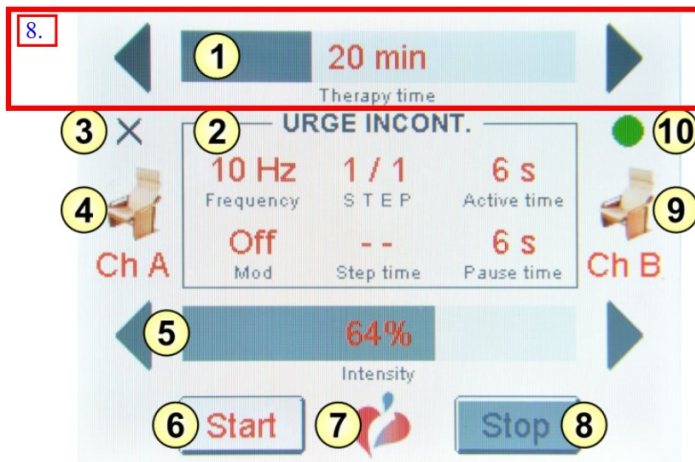 8.
1
20 min
Therapy time
3
2
URGE INCONT.
10
10 Hz
1 / 1
6 s
Frequency
STEP
Active time
4
9
Off
- -
6 s
Ch A
Mod
Step time
Pause time
Ch B
5
64%
Intensity
6
Start
7
Stop
8